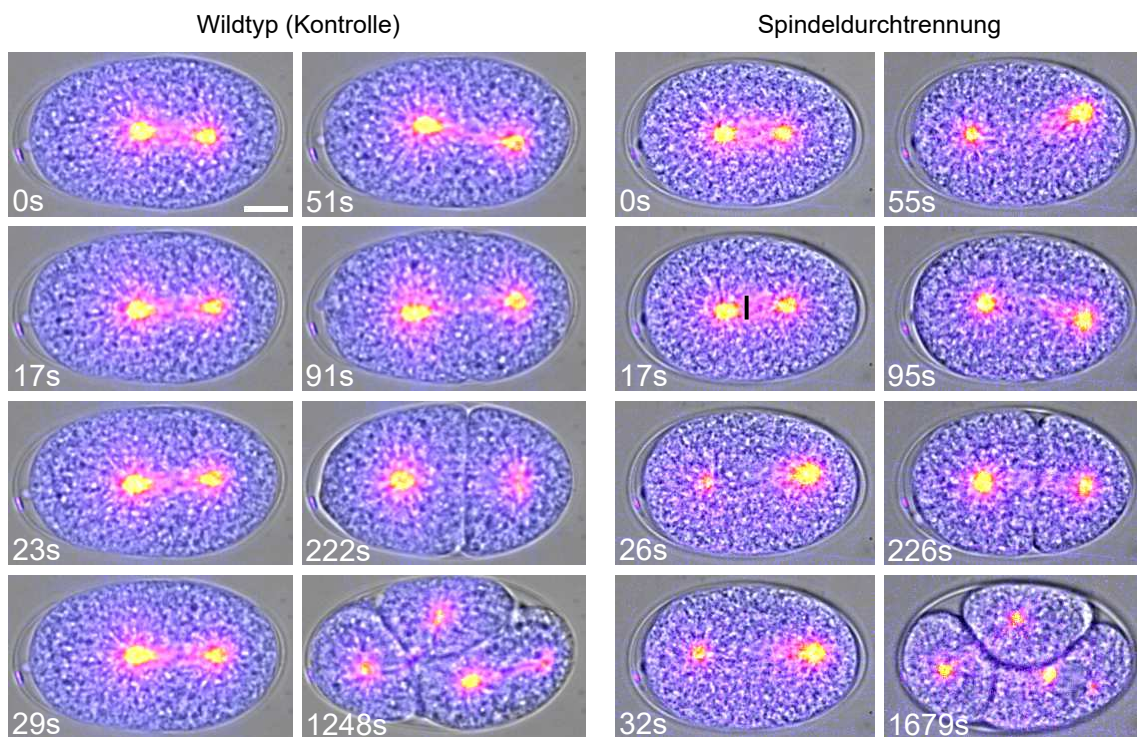 Wildtyp (Kontrolle)
0s
51s
17s
91s
23s
222s
29s
1248s
Spindeldurchtrennung
0s
55s
17s
95s
26s
226s
32s
1679s